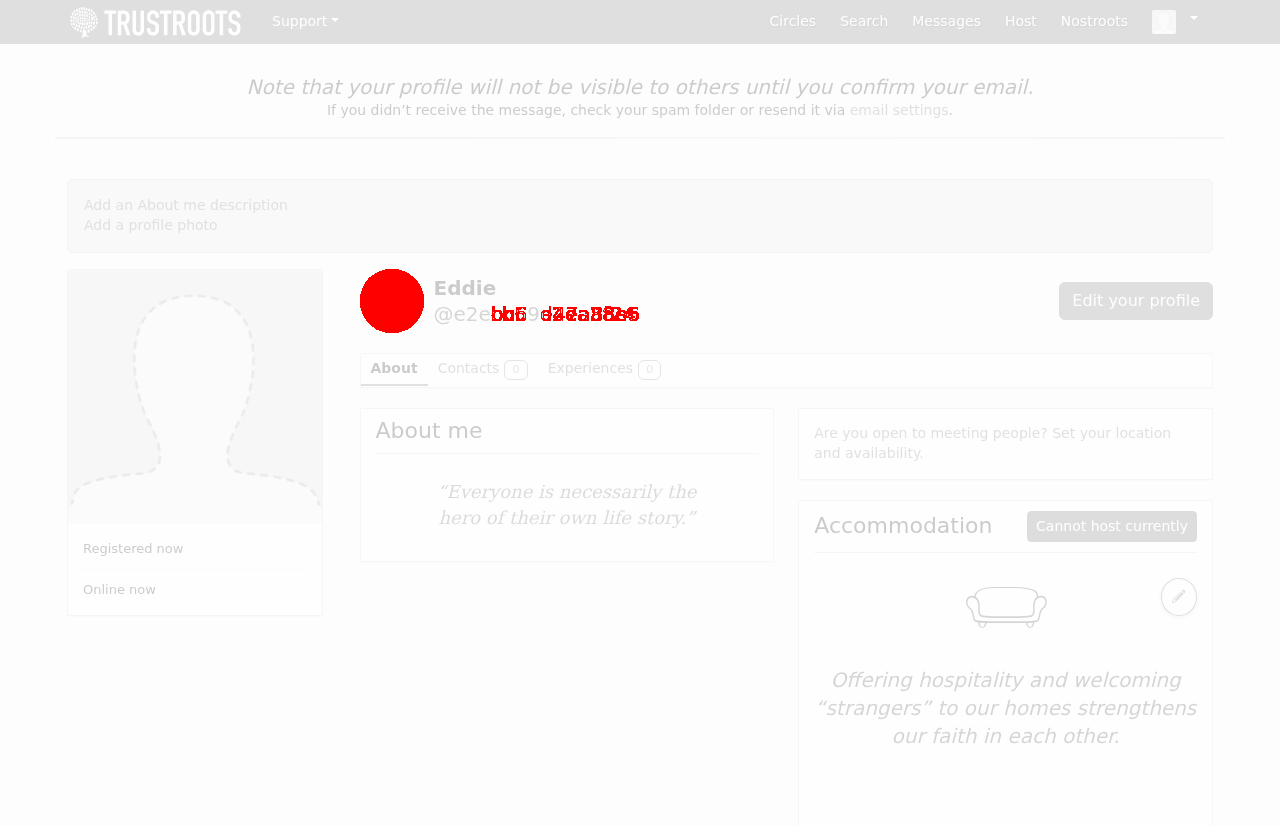 TRUSTROOTS
Support
Circles Search Messages Host Nostroots
Note that your profile will not be visible to others until you confirm your email.
If you didn’t receive the message, check your spam folder or resend it via email settings.
Add an About me description
Add a profile photo
Eddie
Edit your profile
About Contacts 0 Experiences 0
About me
“Everyone is necessarily the
hero of their own life story.”
Are you open to meeting people? Set your location
and availability.
Accommodation Cannot host currently
Offering hospitality and welcoming
“strangers” to our homes strengthens
our faith in each other.
Registered now
Online now